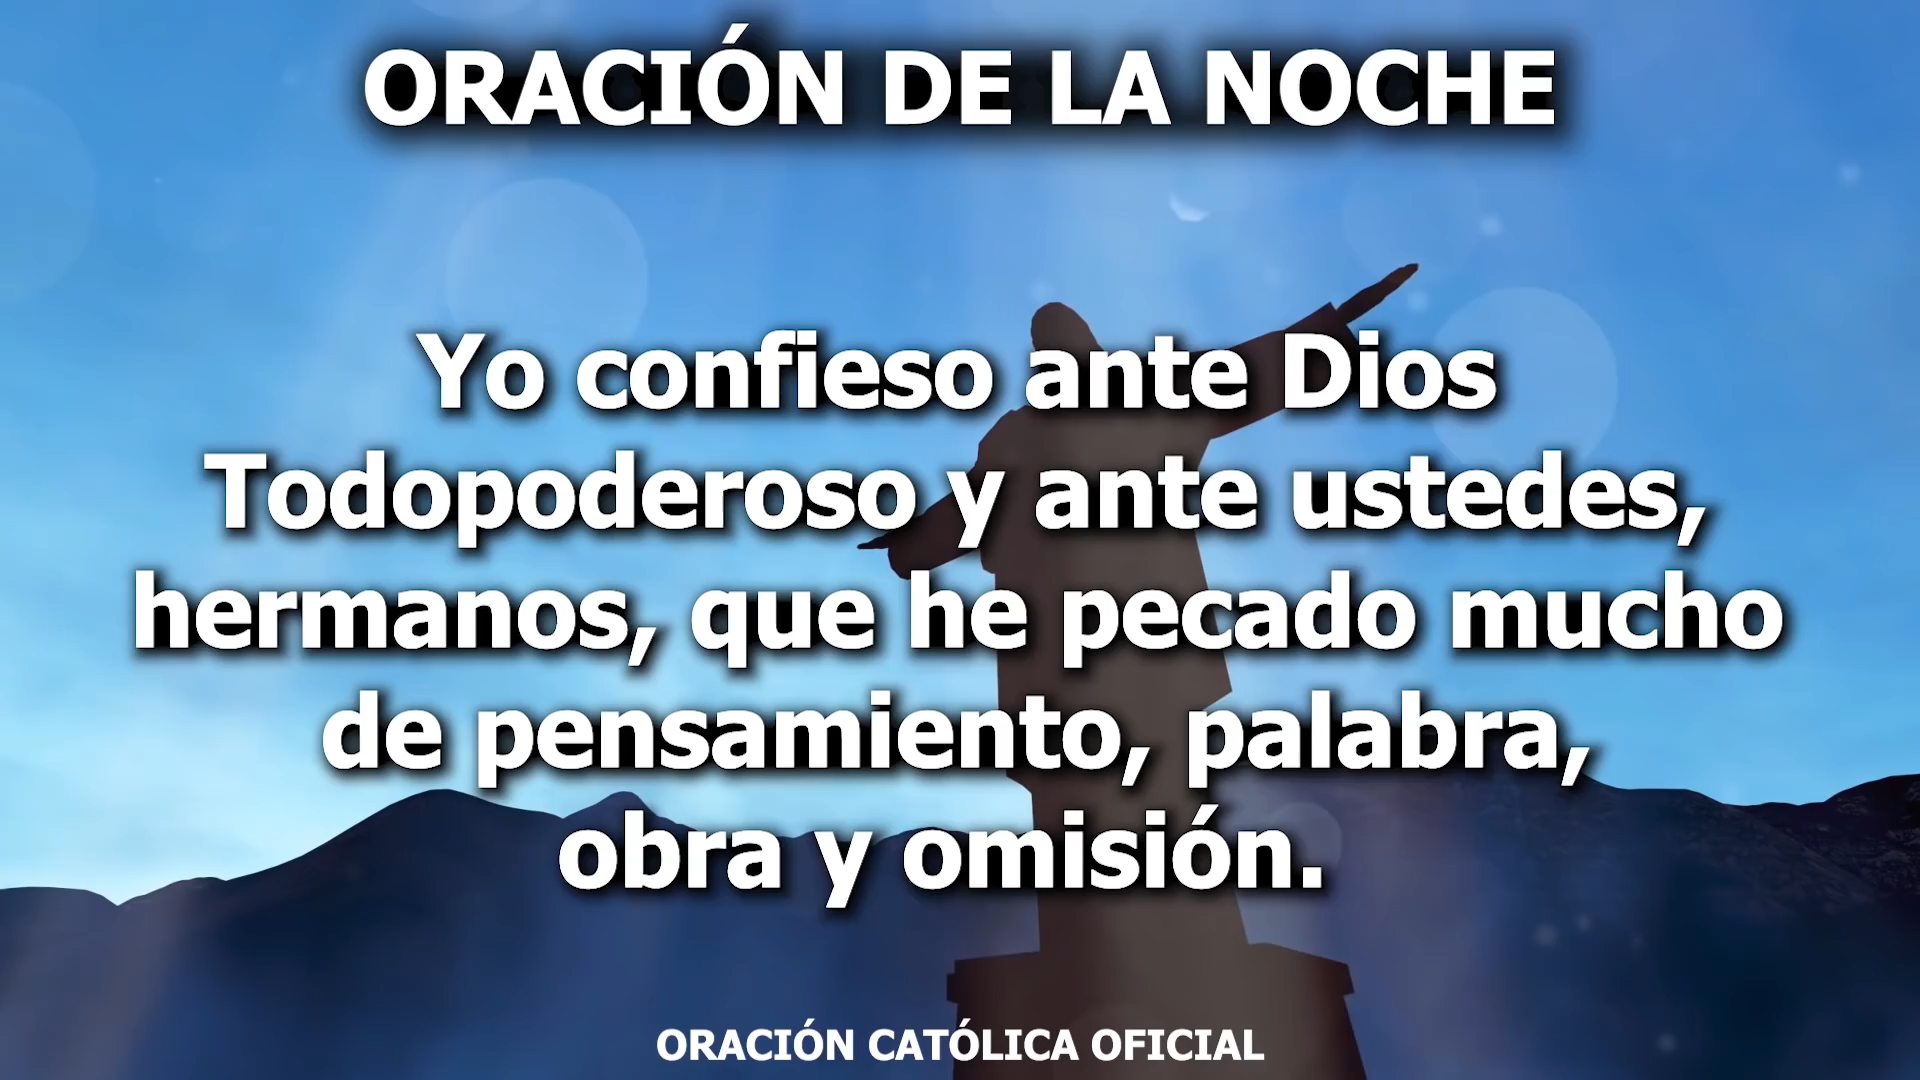 ORACIÓN DE LA NOCHE
Yo confieso ante Dios
Todopoderoso y ante ustedes,
hermanos, que he pecado mucho
de pensamiento, palabra,
obra y omisión.
ORACIÓN CATÓLICA OFICIAL